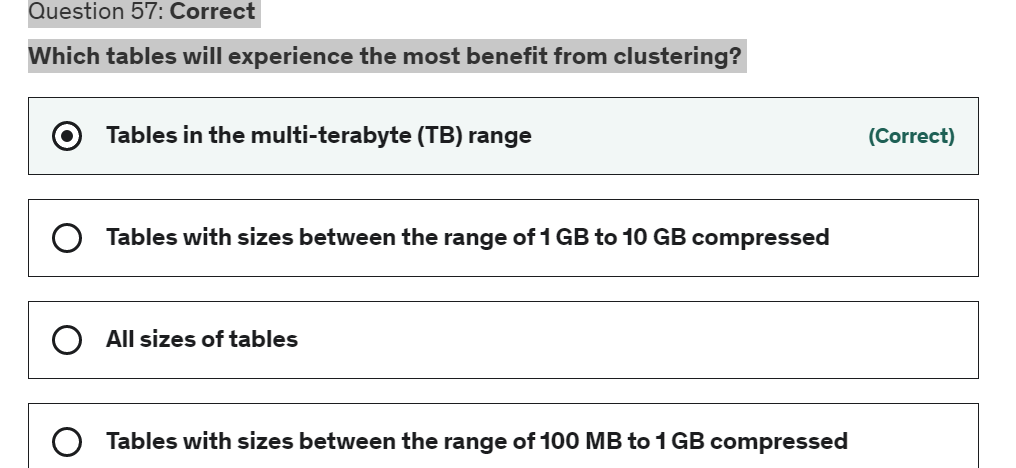 Question 57: Correct
Which tables will experience the most benefit from clustering?
Tables in the multi-terabyte (TB) range
(Correct)
Tables with sizes between the range of 1 GB to 10 GB compressed
All sizes of tables
Tables with sizes between the range of 100 MB to 1 GB compressed